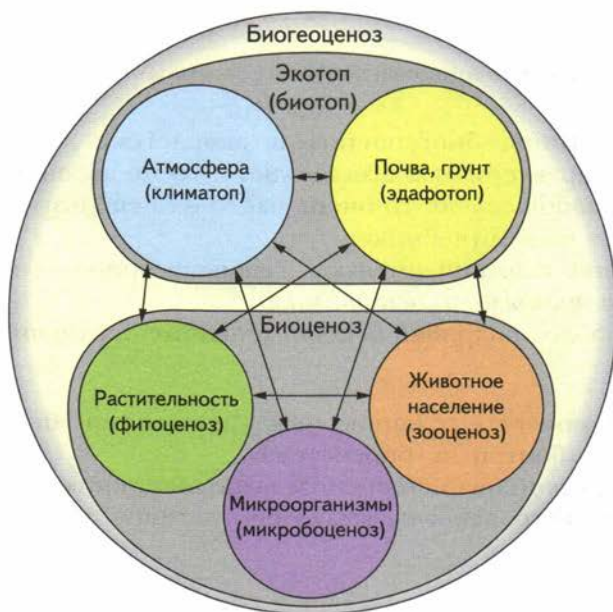 Биогеоценоз
Экотоп
(биотоп)
Атмосфера
(климатоп)
Почва, грунт
(эдафотоп)
Биоценоз
Растительность
(фитоценоз)
Животное
население
(зооценоз)
Микроорганизмы
(микробоценоз)